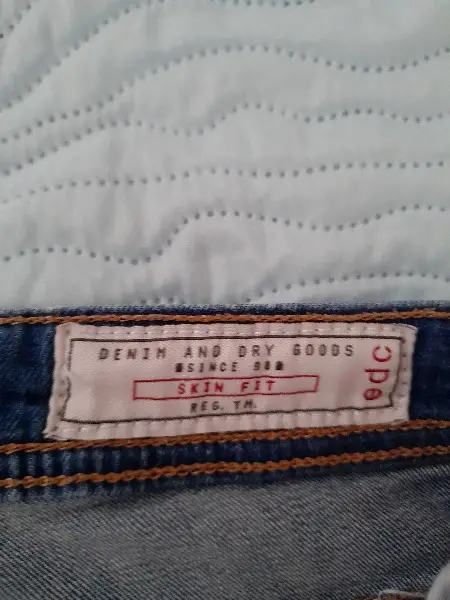 DENIM AND DRY GOODS
SINCE 98
SKIN FIT
REG. TM.
edc